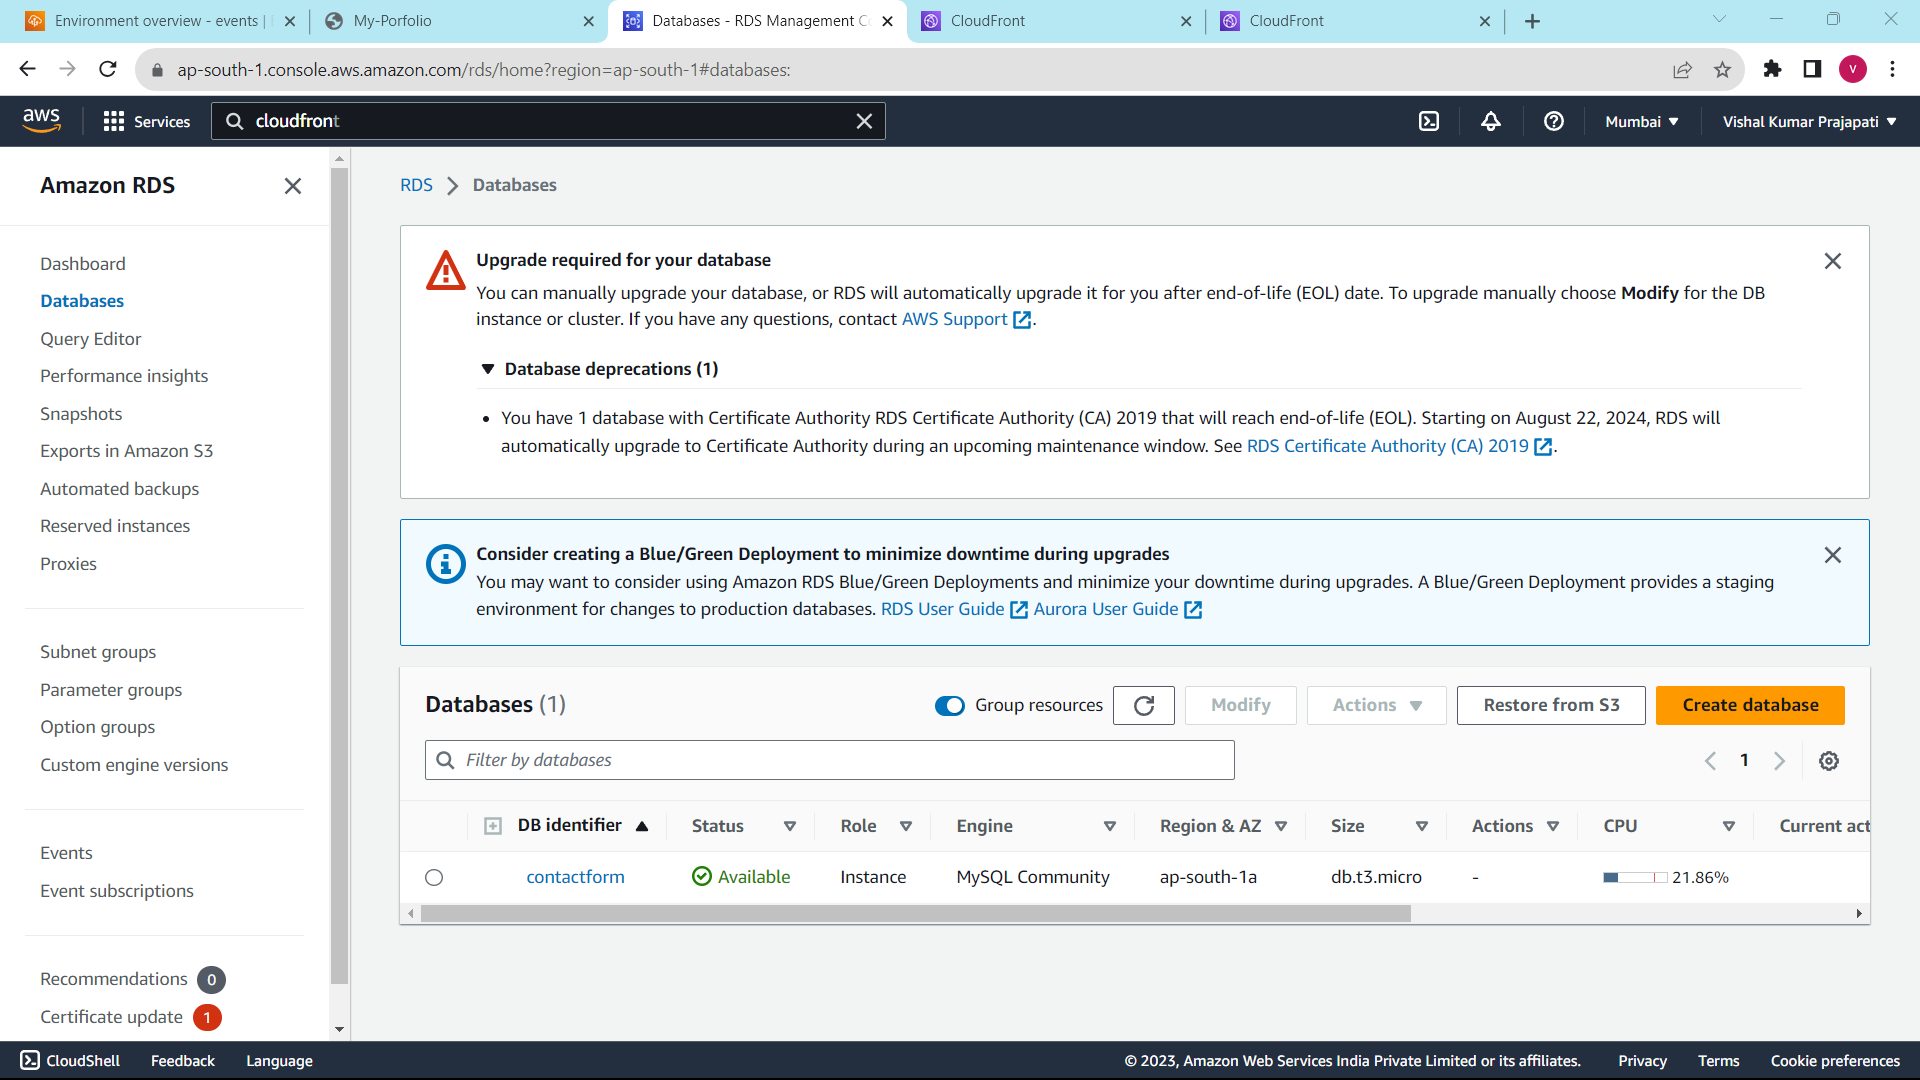 Environment overview - events |
My-Porfolio
Databases - RDS Management Co
CloudFront
CloudFront
ap-south-1.console.aws.amazon.com/rds/home?region=ap-south-1#databases:
V
aws
Services
cloudfront
Mumbai
Vishal Kumar Prajapati
Amazon RDS
Dashboard
Databases
Query Editor
Performance insights
Snapshots
Exports in Amazon S3
Automated backups
Reserved instances
Proxies
Subnet groups
Parameter groups
Option groups
Custom engine versions
Events
Event subscriptions
Recommendations 0
Certificate update 1
RDS > Databases
Upgrade required for your database
You can manually upgrade your database, or RDS will automatically upgrade it for you after end-of-life (EOL) date. To upgrade manually choose Modify for the DB
instance or cluster. If you have any questions, contact AWS Support.
Database deprecations (1)
• You have 1 database with Certificate Authority RDS Certificate Authority (CA) 2019 that will reach end-of-life (EOL). Starting on August 22, 2024, RDS will
automatically upgrade to Certificate Authority during an upcoming maintenance window. See RDS Certificate Authority (CA) 2019.
Consider creating a Blue/Green Deployment to minimize downtime during upgrades
You may want to consider using Amazon RDS Blue/Green Deployments and minimize your downtime during upgrades. A Blue/Green Deployment provides a staging
environment for changes to production databases. RDS User Guide Aurora User Guide
Databases (1)
Group resources
Modify
Actions
Restore from S3
Create database
Filter by databases
1
DB identifier Status Role Engine Region & AZ Size Actions CPU Current act
contactform Available Instance MySQL Community ap-south-1a db.t3.micro - 21.86%
CloudShell Feedback Language
© 2023, Amazon Web Services India Private Limited or its affiliates. Privacy Terms Cookie preferences